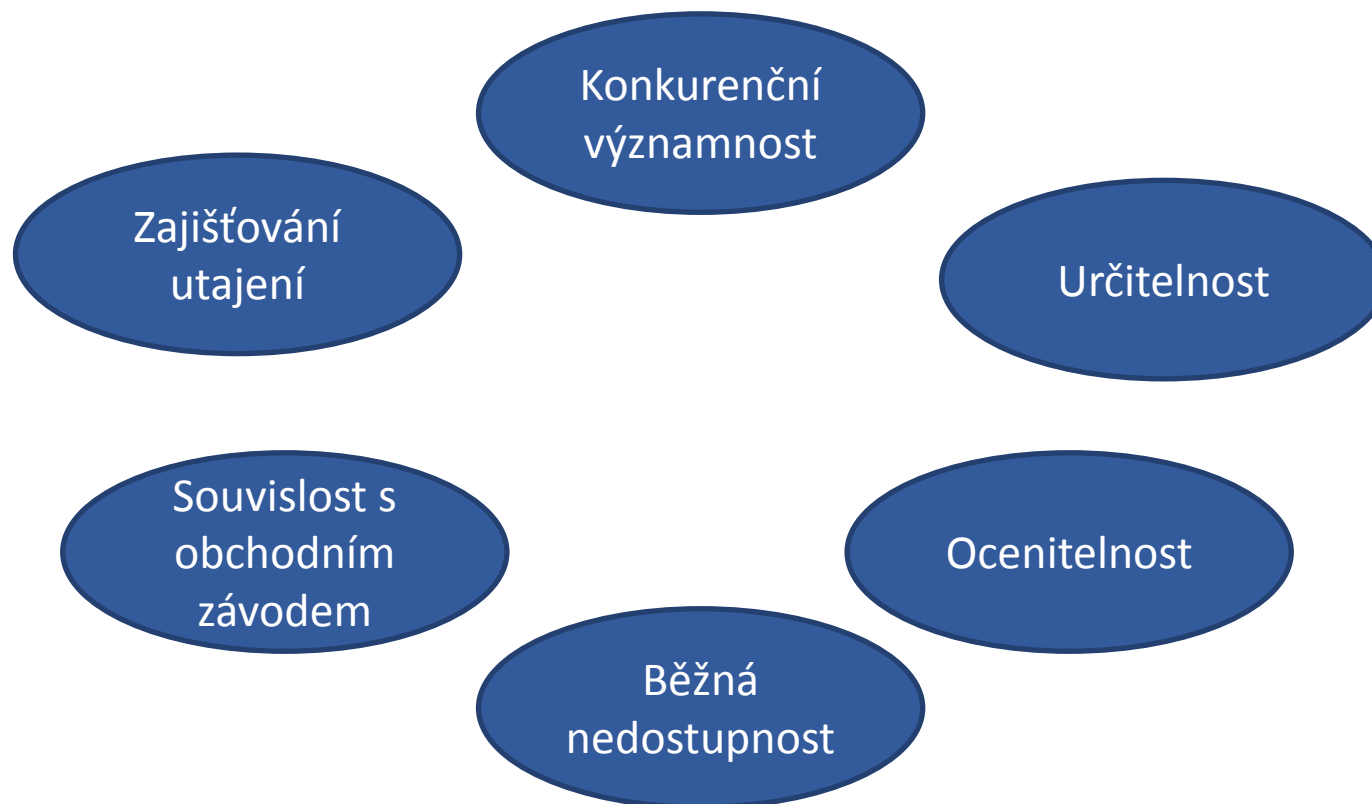 Konkurenční
významnost
Zajišťování
utajení
Určitelnost
Souvislost s
obchodním
závodem
Ocenitelnost
Běžná
nedostupnost